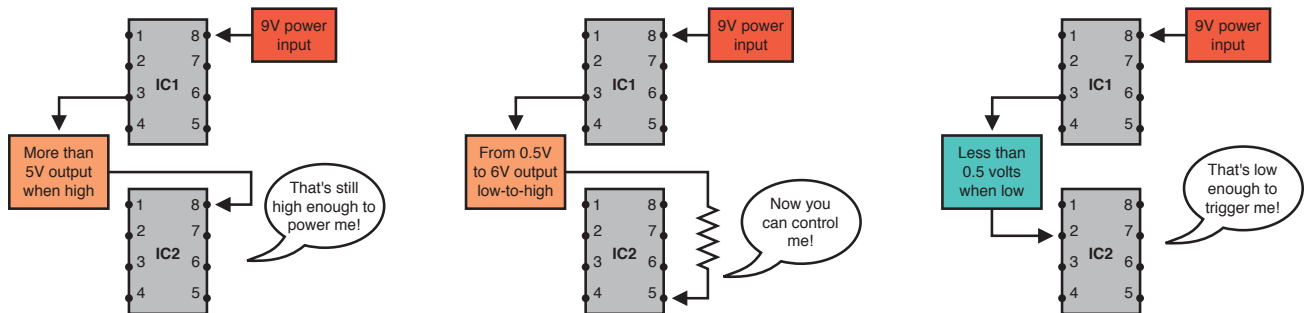 1
8
2
7
IC1
3
6
4
5
9V power
input
More than
5V output
when high
1
8
2
7
IC2
3
6
4
5
That's still
high enough to
power me!
1
8
2
7
IC1
3
6
4
5
9V power
input
From 0.5V
to 6V output
low-to-high
1
8
2
7
IC2
3
6
4
5
Now you
can control
me!
1
8
2
7
IC1
3
6
4
5
9V power
input
Less than
0.5 volts
when low
1
8
2
7
IC2
3
6
4
5
That's low
enough to
trigger me!